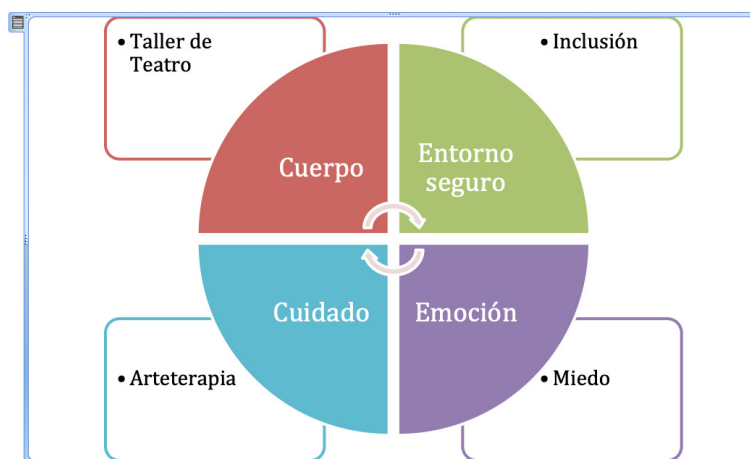 • Taller de
Teatro
• Inclusión
Cuerpo
Entorno
seguro
Cuidado
Emoción
• Arteterapia
• Miedo